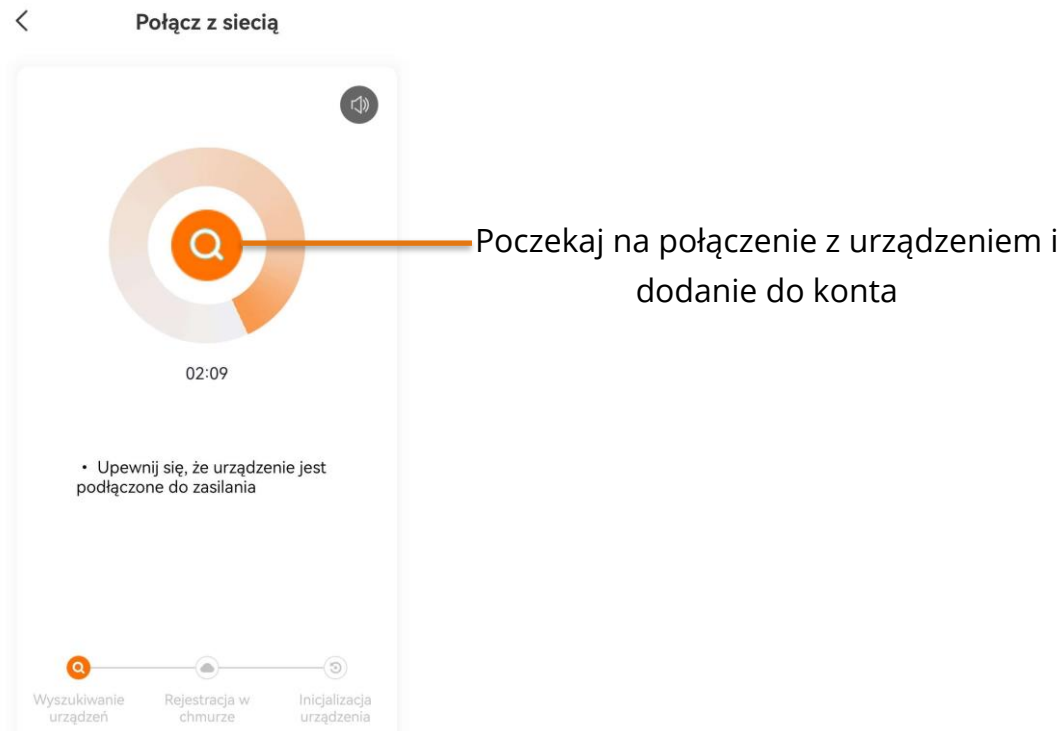 Połącz z siecią
Poczekaj na połączenie z urządzeniem i
dodanie do konta
02:09
• Upewnij się, że urządzenie jest
podłączone do zasilania
Wyszukiwanie
urządzeń
Rejestracja w
chmurze
Inicjalizacja
urządzenia